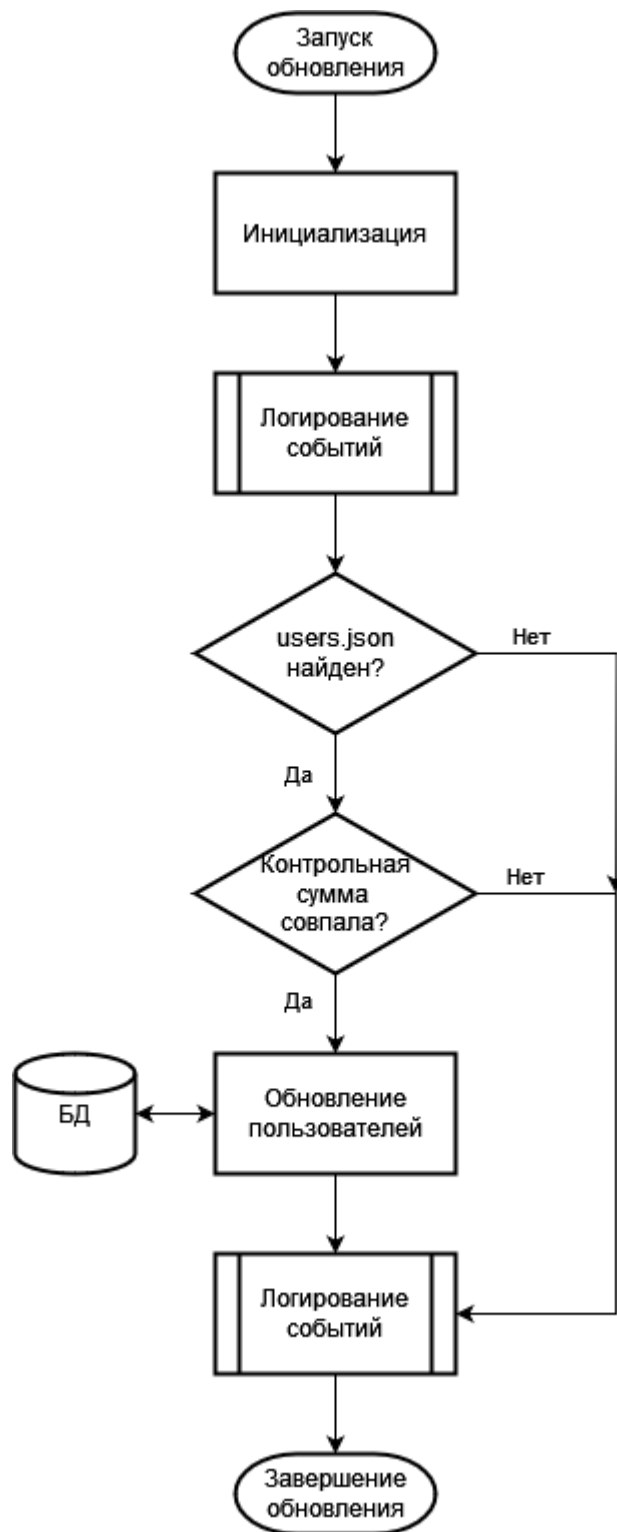 Запуск
обновления
Инициализация
Логирование
событий
users.json
найден?
Нет
Да
Контрольная
сумма
совпала?
Нет
Да
БД
Обновление
пользователей
Логирование
событий
Завершение
обновления